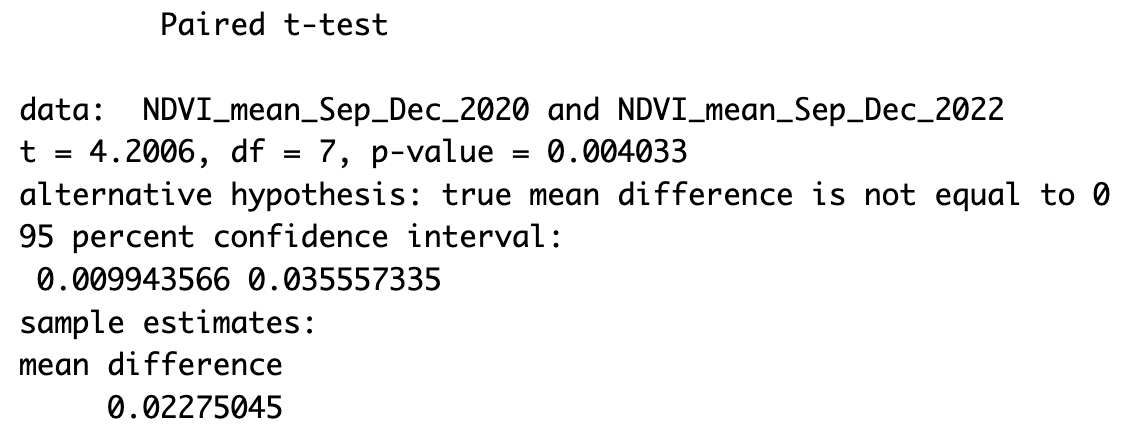 Paired t-test
data:  NDVI_mean_Sep_Dec_2020 and NDVI_mean_Sep_Dec_2022
t = 4.2006, df = 7, p-value = 0.004033
alternative hypothesis: true mean difference is not equal to 0
95 percent confidence interval:
0.009943566 0.035557335
sample estimates:
mean difference
0.02275045